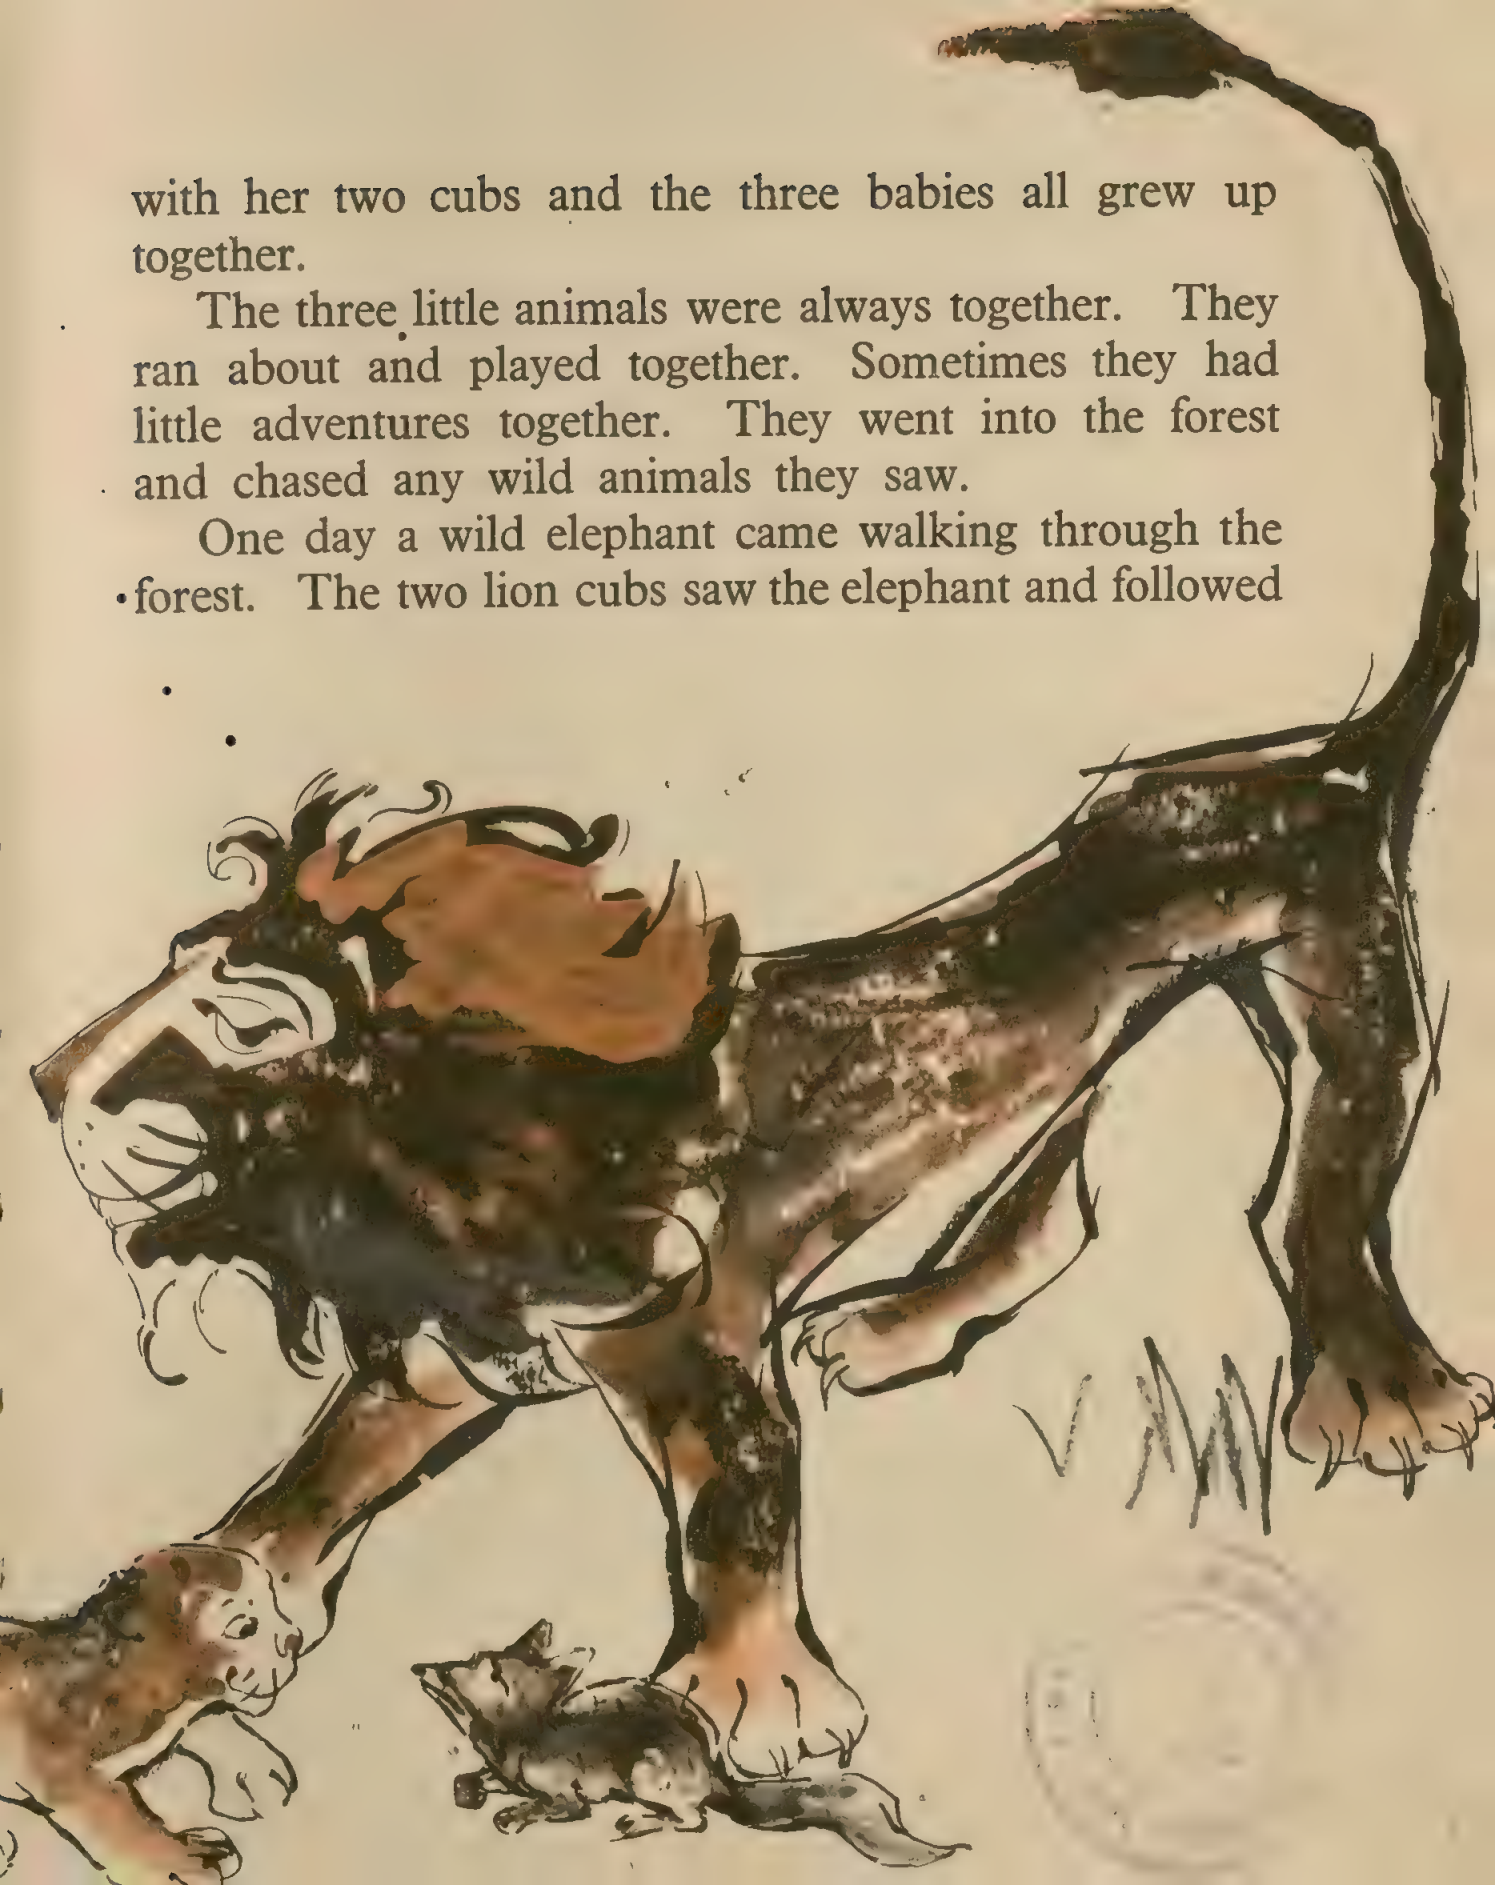 with her two cubs and the three babies all grew up
together.
The three little animals were always together. They
ran about and played together. Sometimes they had
little adventures together. They went into the forest
and chased any wild animals they saw.
One day a wild elephant came walking through the
forest. The two lion cubs saw the elephant and followed